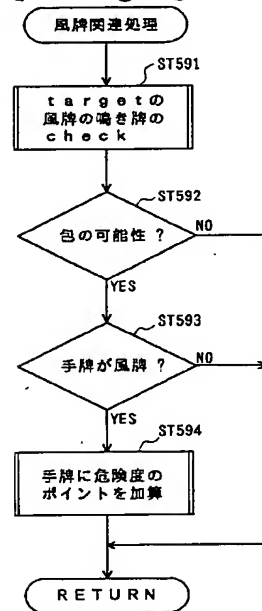 風牌関連処理
ST591
targetの
風牌の鳴き牌の
check
ST592
包の可能性 ?
NO
YES
ST593
手牌が風牌 ?
NO
YES
ST594
手牌に危険度の
ポイントを加算
RETURN